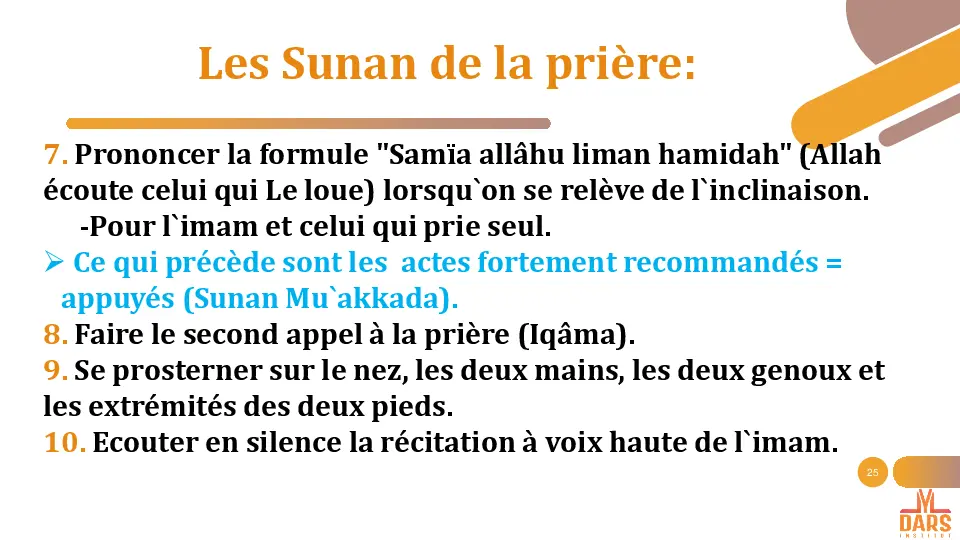 Les Sunan de la prière:
7. Prononcer la formule "Samïa allâhu liman hamidah" (Allah
écoute celui qui Le loue) lorsqu`on se relève de l`inclinaison.
-Pour l`imam et celui qui prie seul.
➢ Ce qui précède sont les  actes fortement recommandés =
appuyés (Sunan Mu`akkada).
8. Faire le second appel à la prière (Iqâma).
9. Se prosterner sur le nez, les deux mains, les deux genoux et
les extrémités des deux pieds.
10. Ecouter en silence la récitation à voix haute de l`imam.
25
DARS
INSTITUT